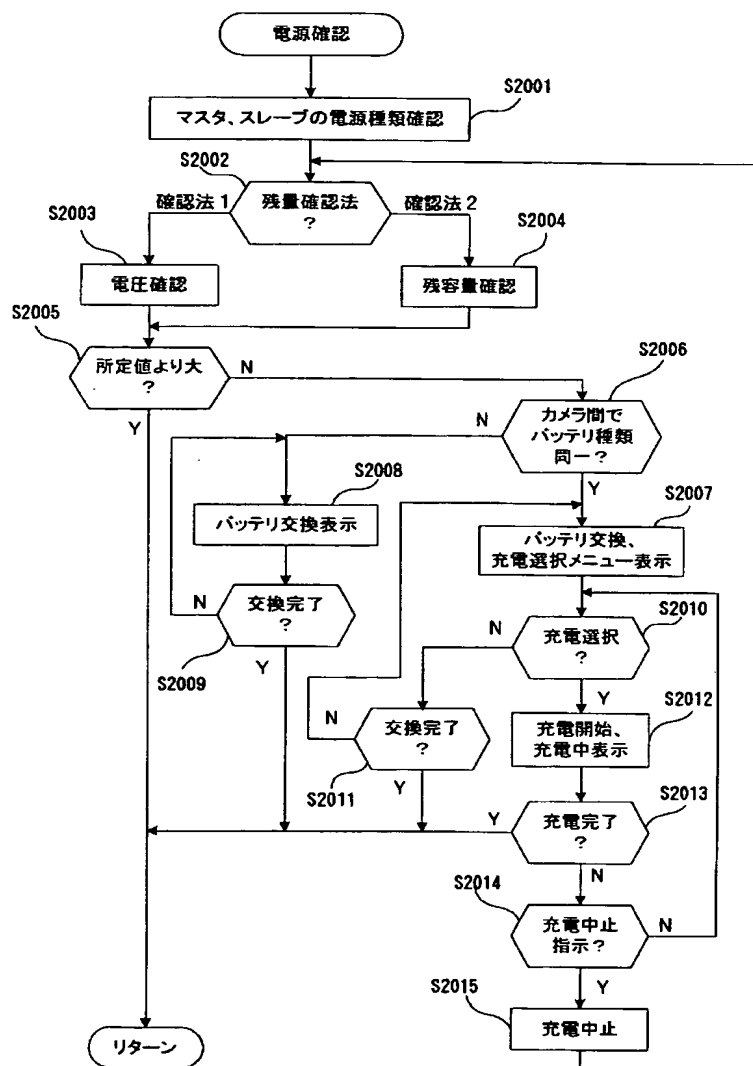 電源確認
S2001
マスタ、スレーブの電源種類確認
S2002
残量確認法
?
確認法1
確認法2
S2003
電圧確認
S2004
残容量確認
S2005
所定値より大
?
N
Y
S2006
カメラ間で
バッテリ種類
同一?
N
Y
S2008
バッテリ交換表示
S2007
バッテリ交換、
充電選択メニュー表示
交換完了
?
N
Y
S2009
S2010
充電選択
?
N
Y
交換完了
?
N
Y
S2011
S2012
充電開始、
充電中表示
S2013
充電完了
?
Y
N
S2014
充電中止
指示?
N
Y
S2015
充電中止
リターン